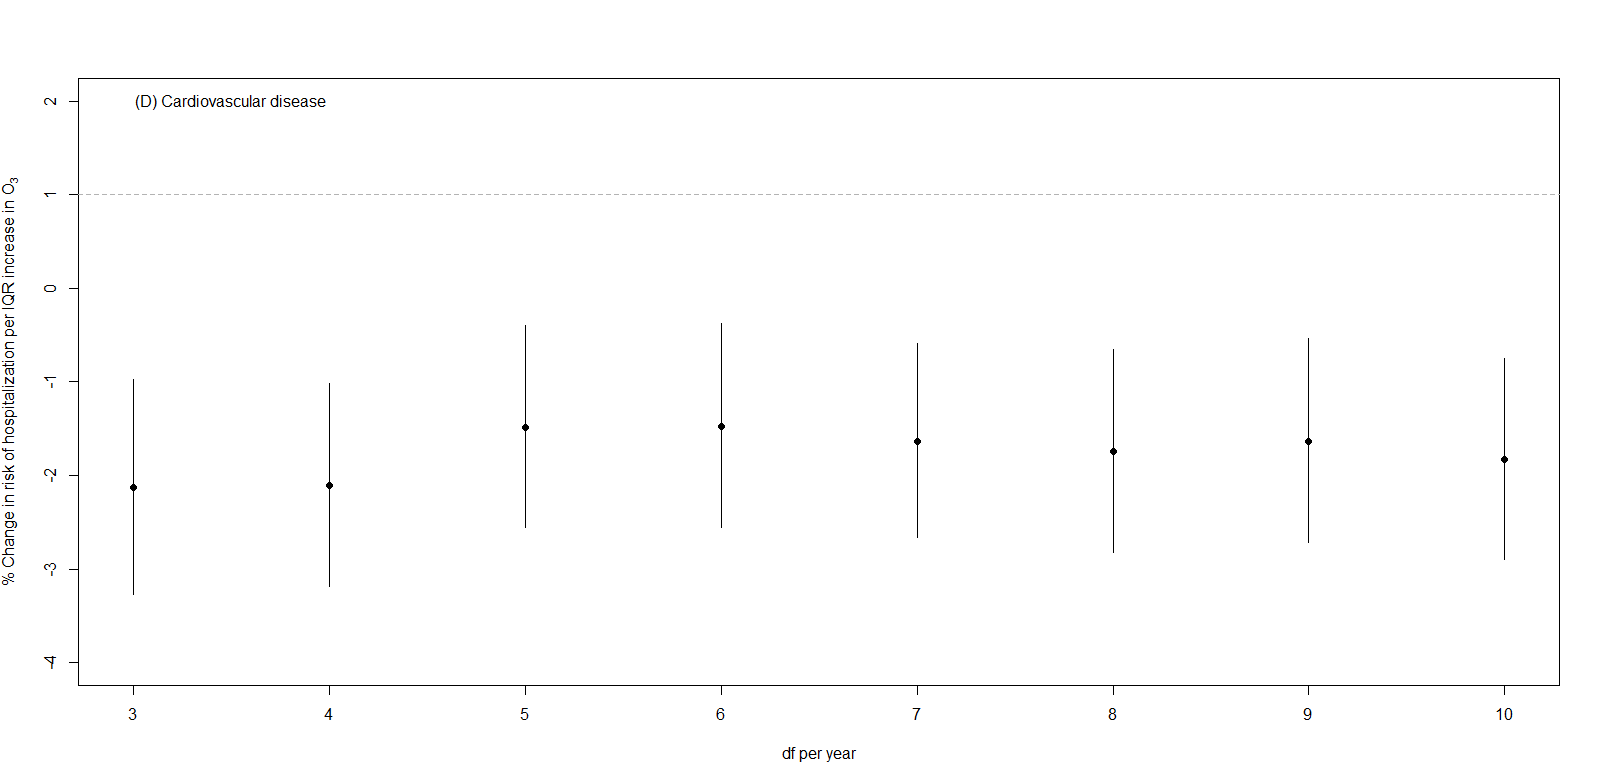 (D) Cardiovascular disease
% Change in risk of hospitalization per IQR increase in O₃
2
1
0
-1
-2
-3
-4
3 4 5 6 7 8 9 10
df per year